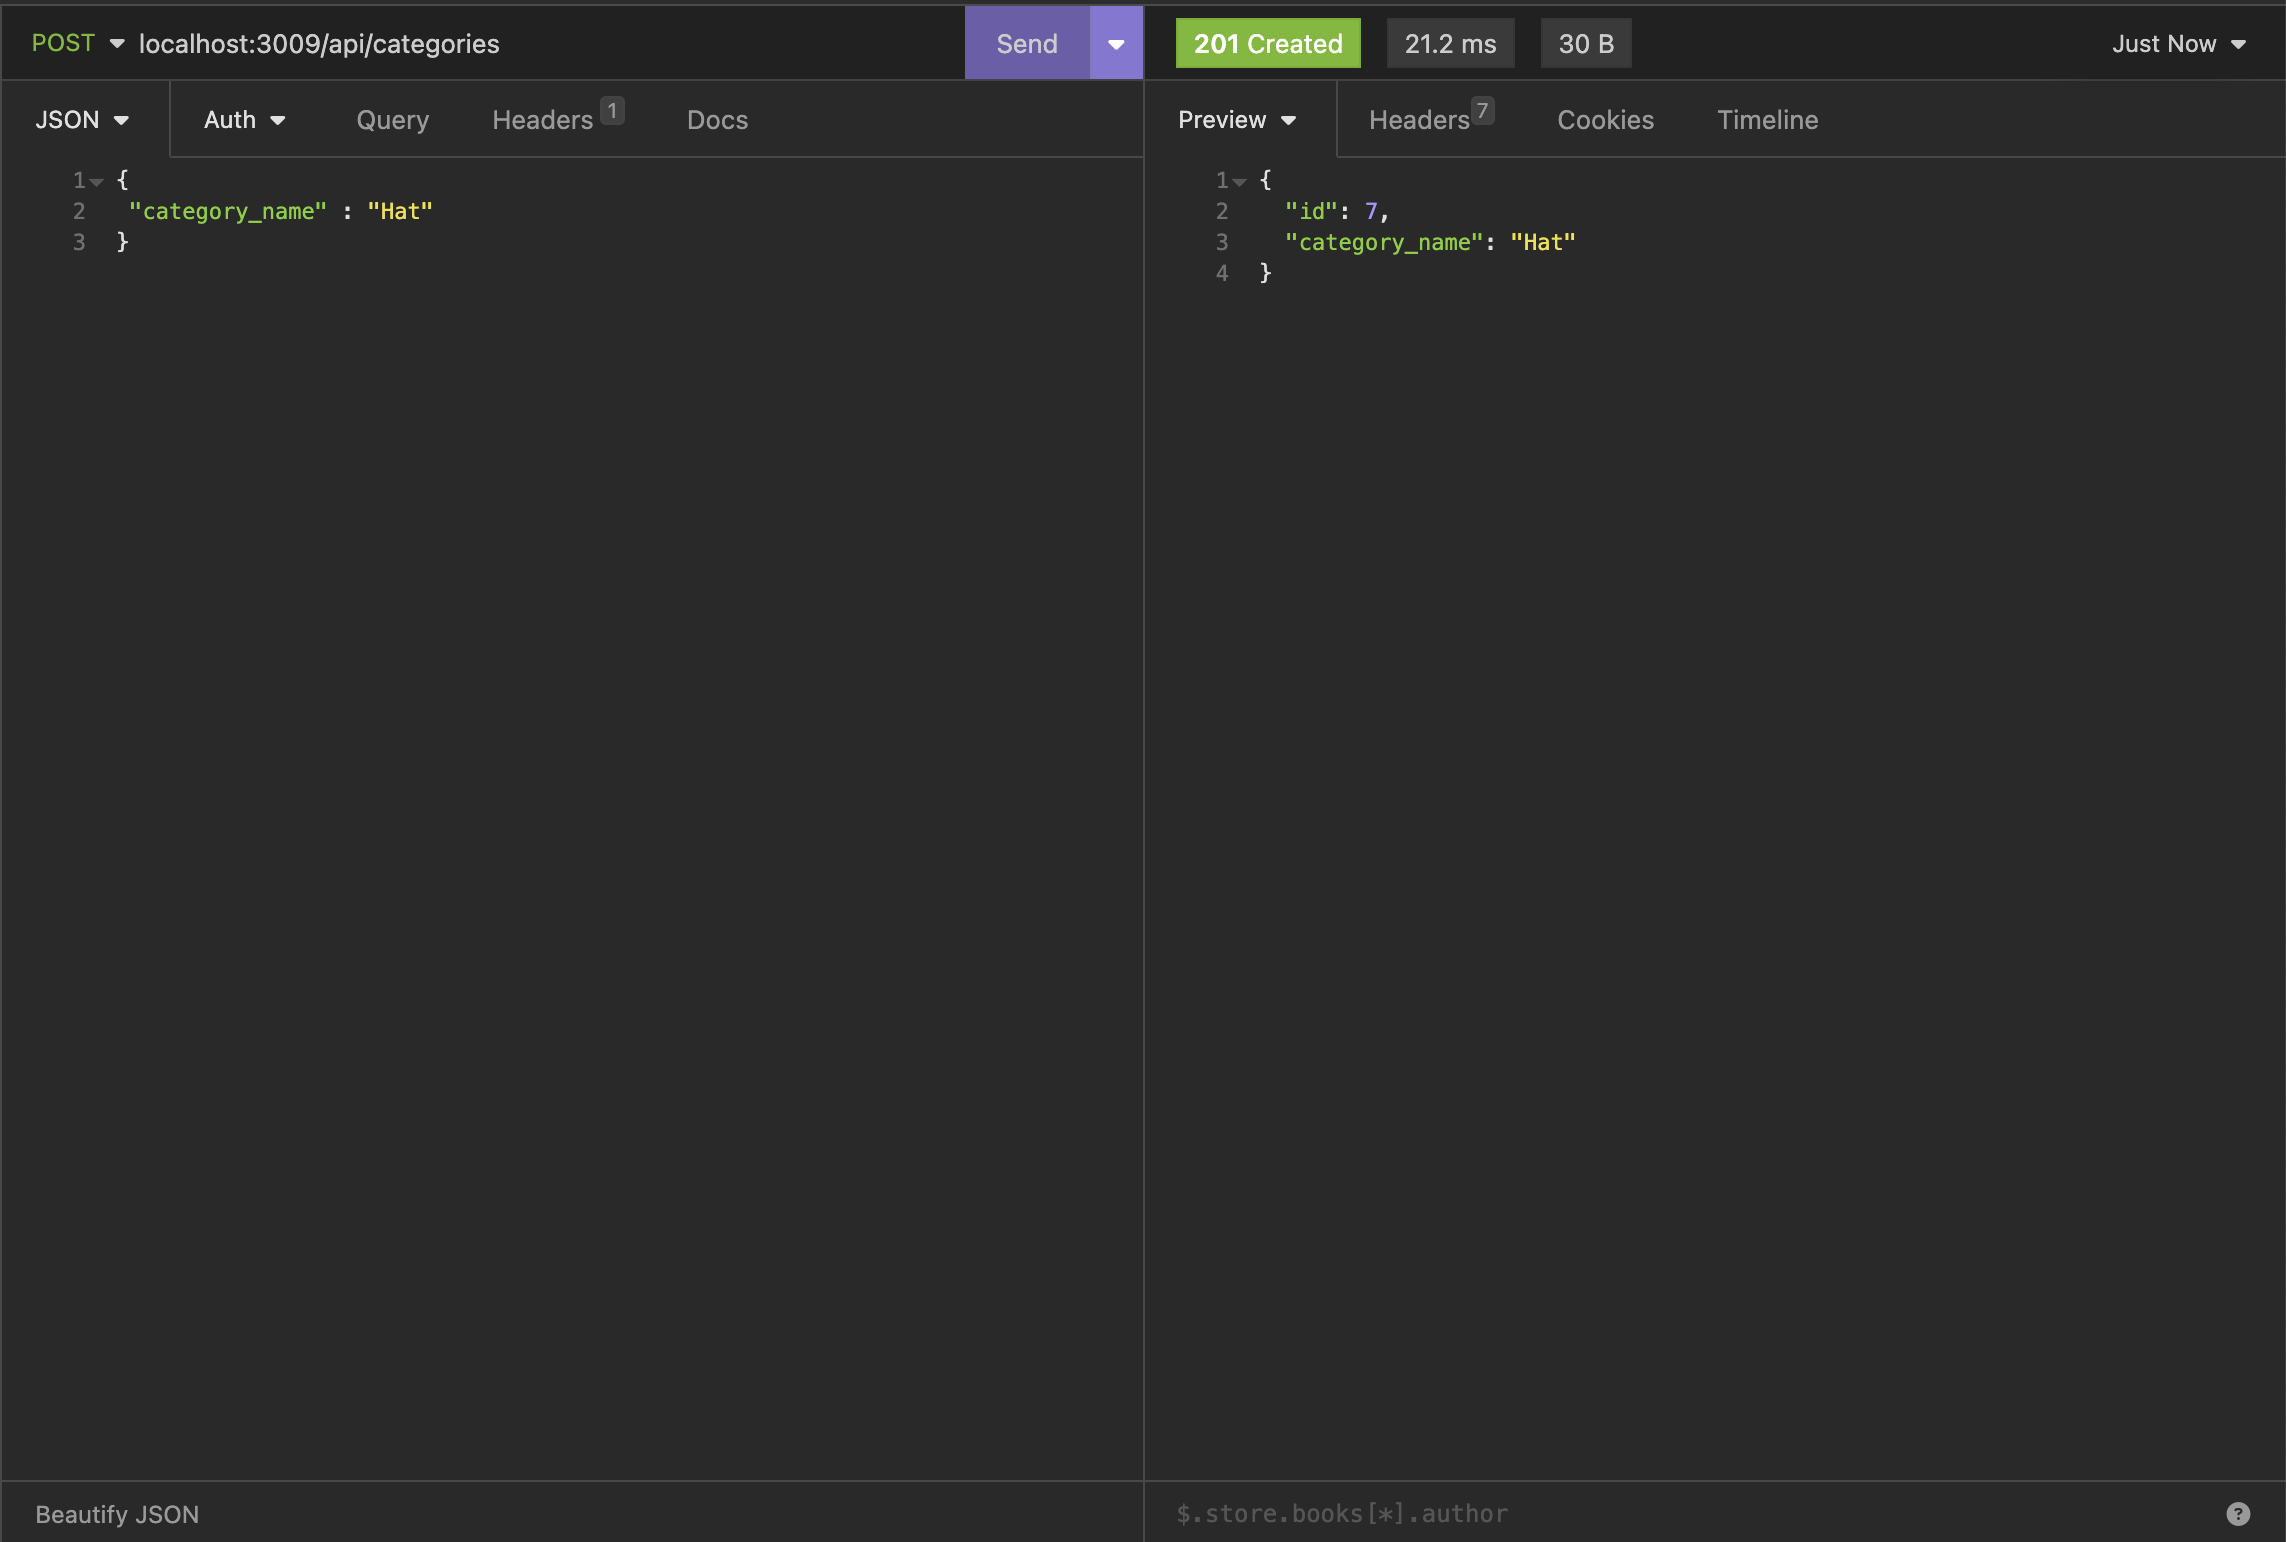 POST localhost:3009/api/categories Send 201 Created 21.2 ms 30 B Just Now
JSON Auth Query Headers 1 Docs Preview Headers 7 Cookies Timeline
1 {
2 "category_name" : "Hat"
3 }
1 {
2 "id": 7,
3 "category_name": "Hat"
4 }
Beautify JSON $.store.books[*].author ?